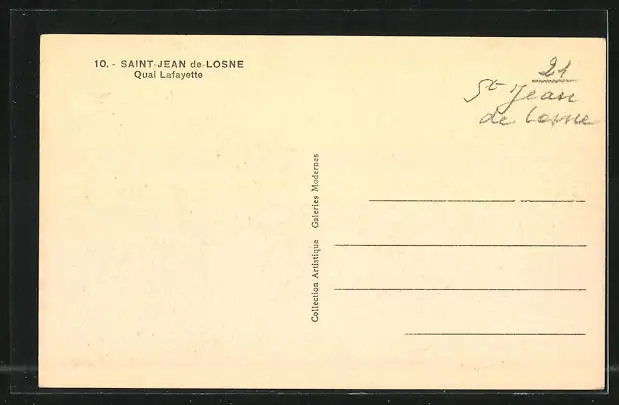 10. - SAINT-JEAN de-LOSNE
Quai Lafayette
21
St Jean
de Losne
Collection Artistique Galeries Modernes